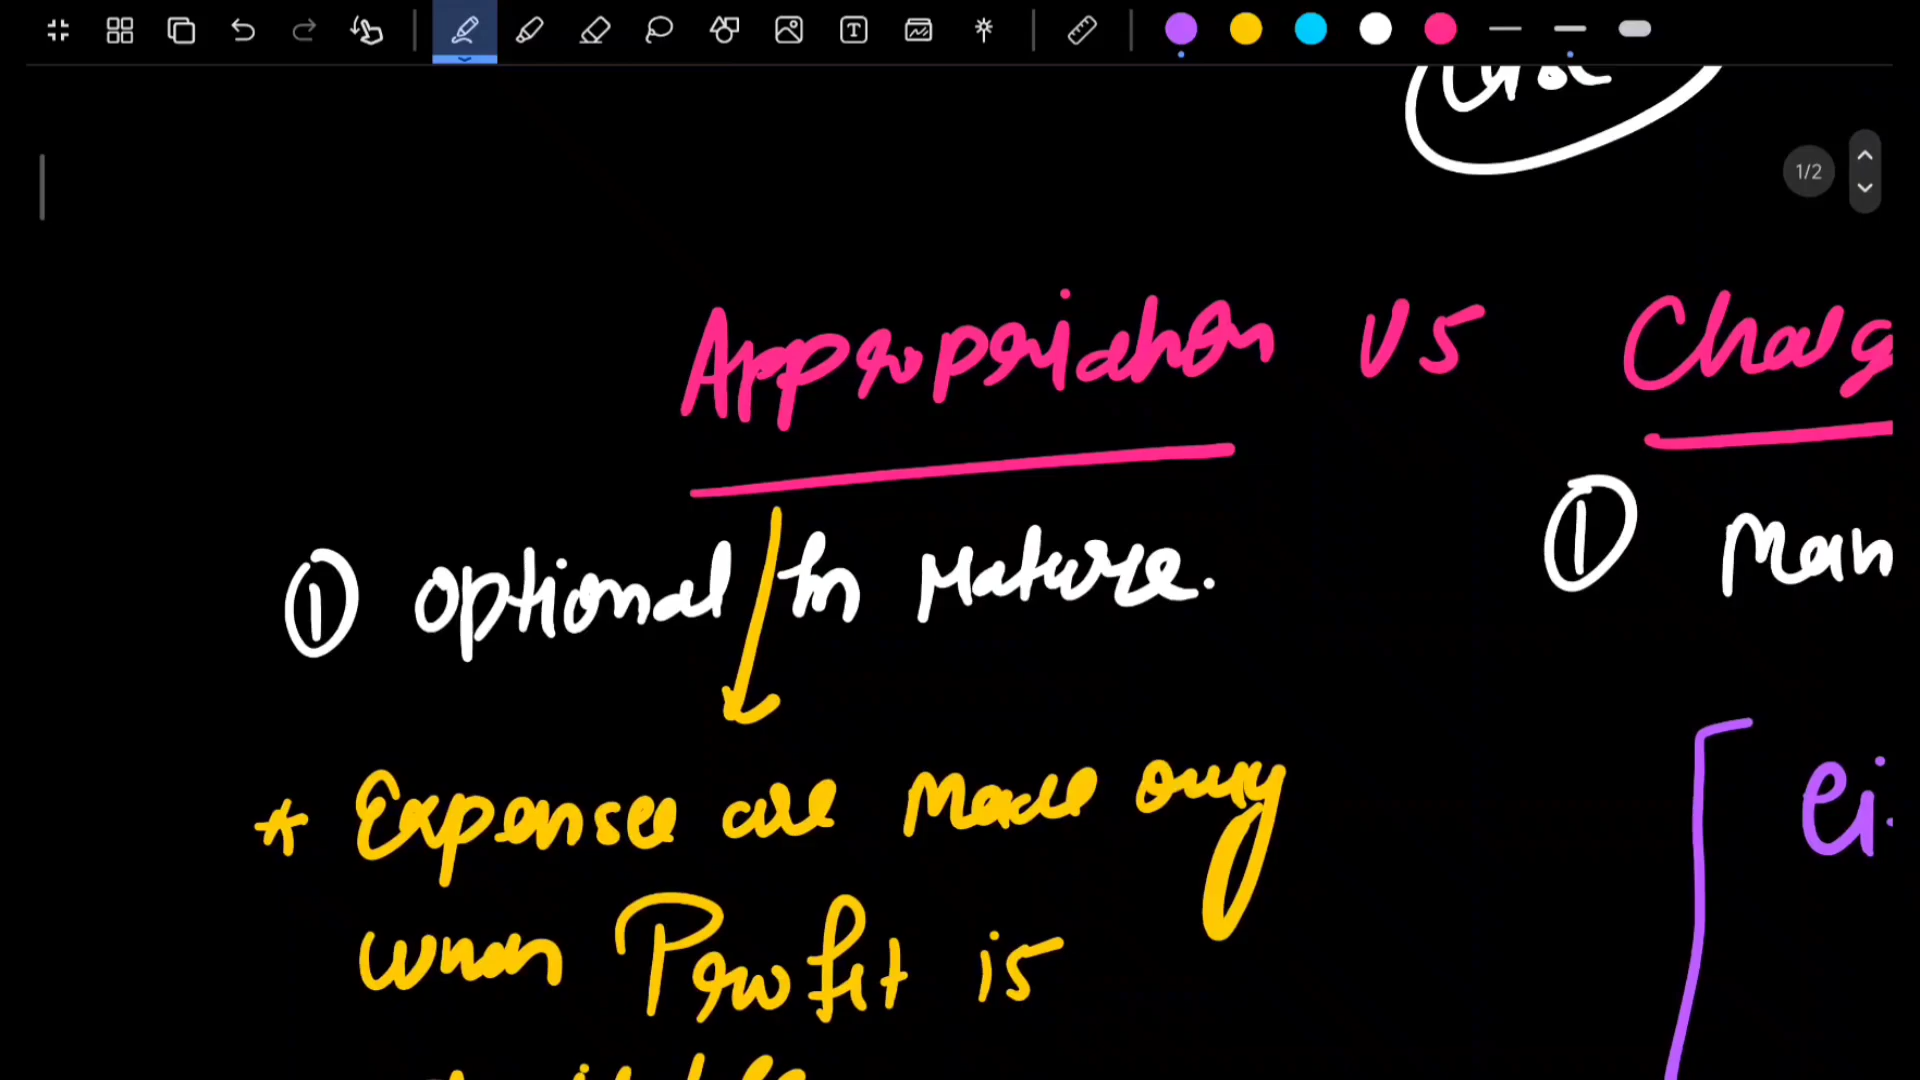 1/2
Appropriation VS Charg
① optional In Nature.
① Man
* Expenses are made only
ei
when Profit is